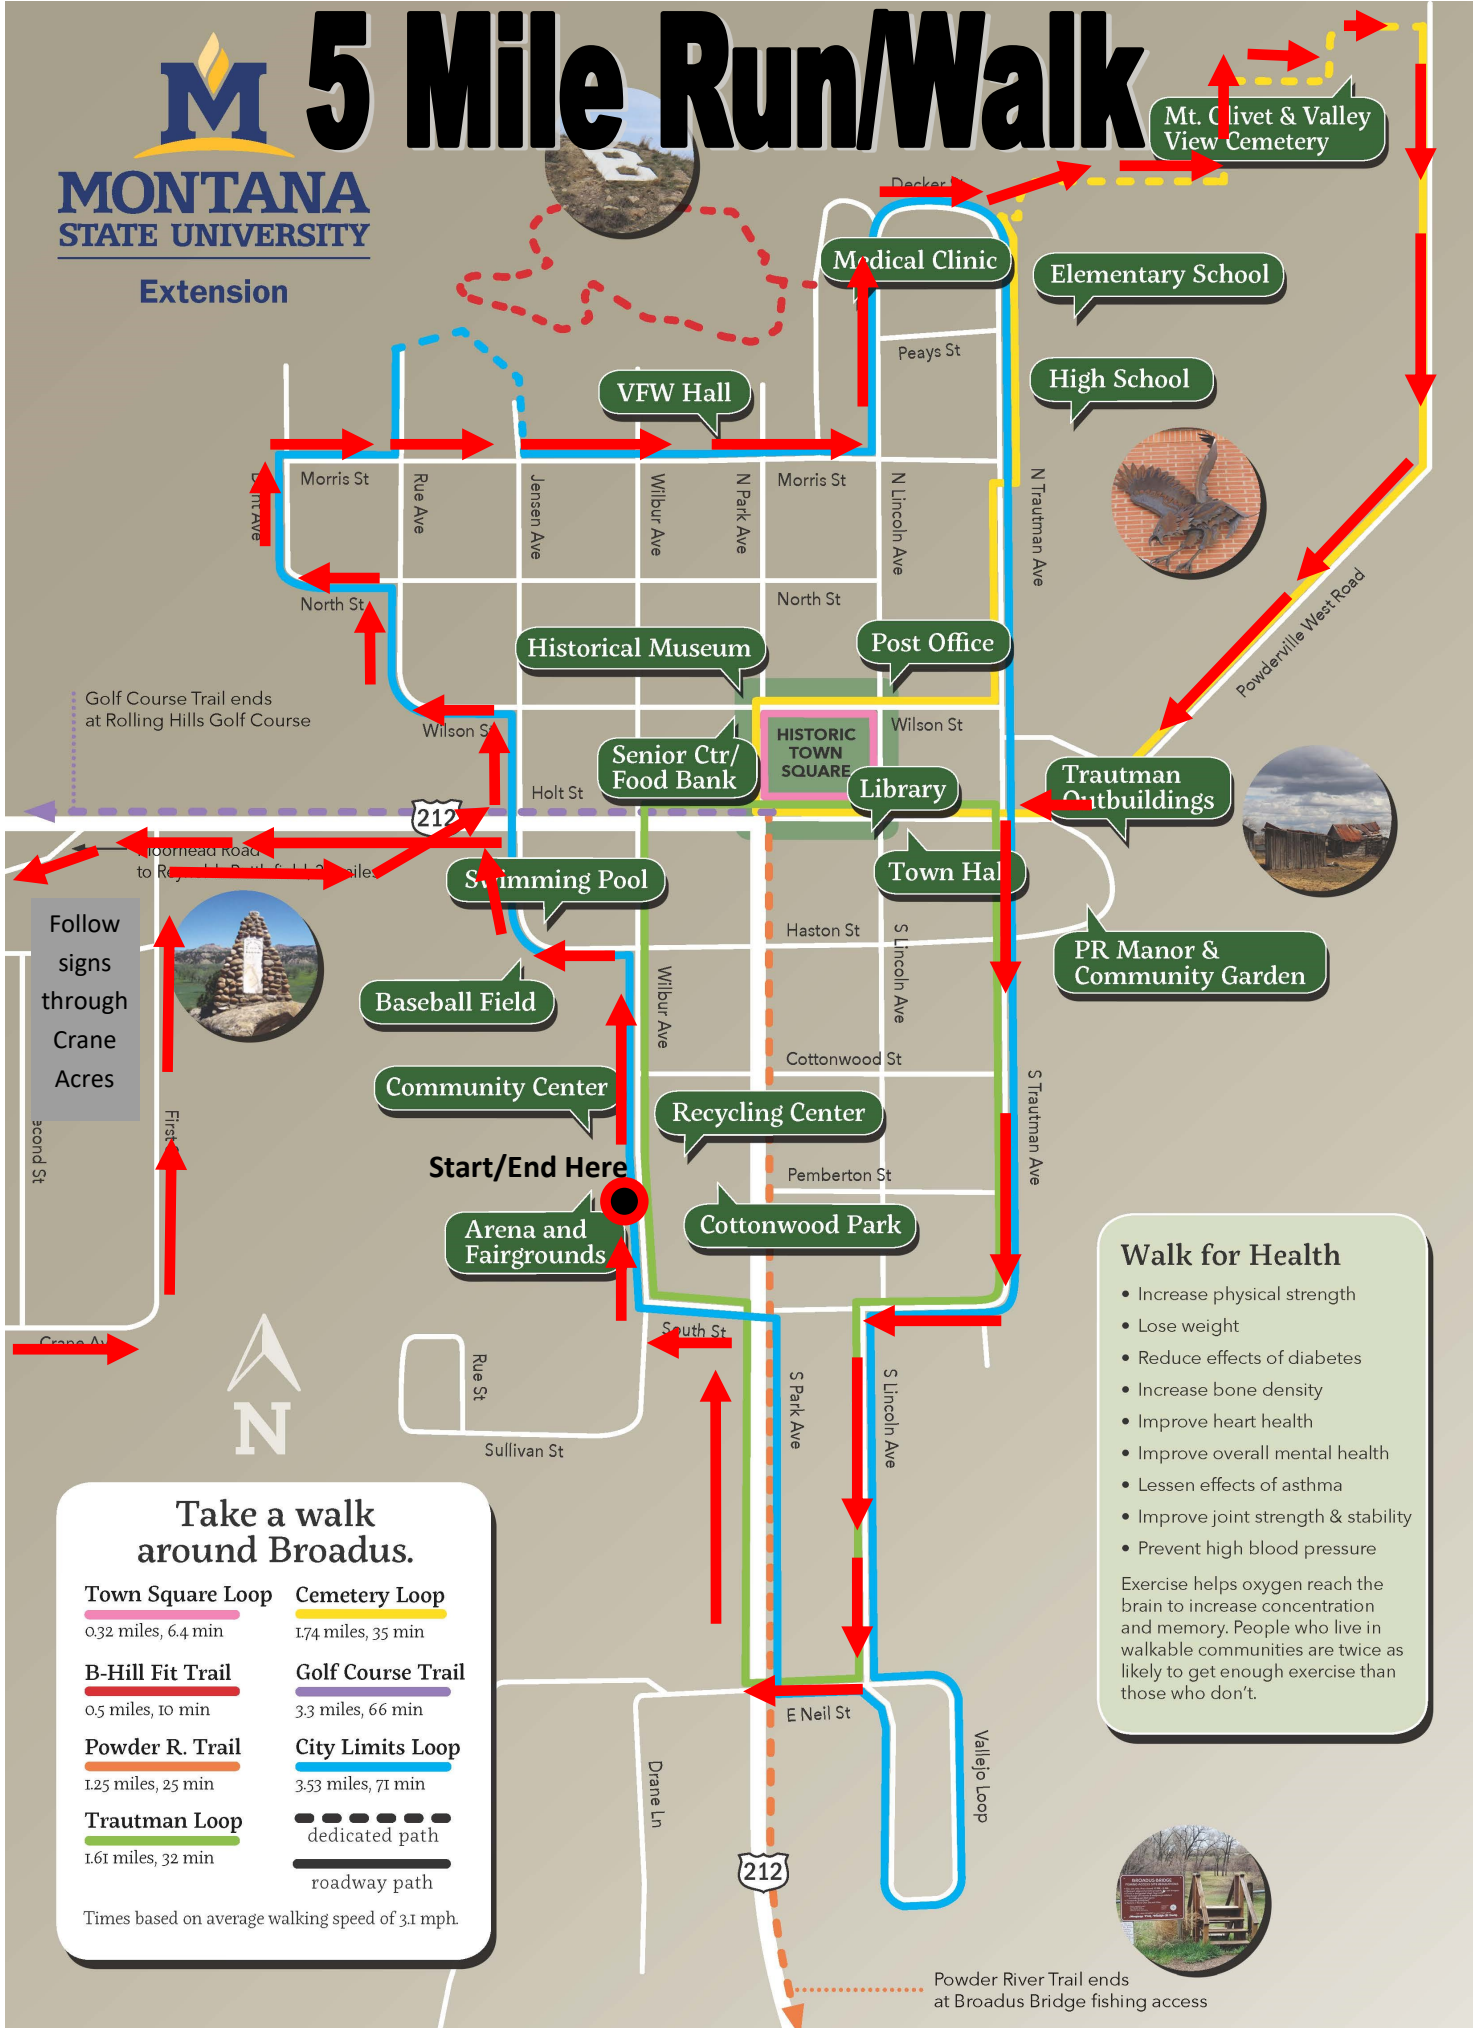 5 Mile Run/Walk
M
MONTANA
STATE UNIVERSITY
Extension
Mt. Olivet & Valley
View Cemetery
Decker
Medical Clinic
Elementary School
Peays St
High School
VFW Hall
Morris St
Rue Ave
Jensen Ave
Wilbur Ave
N Park Ave
Morris St
N Lincoln Ave
N Trautman Ave
North St
North St
Powderville West Road
Historical Museum
Post Office
Golf Course Trail ends
at Rolling Hills Golf Course
Wilson St
Wilson St
HISTORIC
TOWN
SQUARE
Senior Ctr/
Food Bank
Library
Trautman
Outbuildings
Holt St
212
Moorhead Road
Swimming Pool
Town Hall
Follow
signs
through
Crane
Acres
Haston St
S Lincoln Ave
PR Manor &
Community Garden
Baseball Field
Wilbur Ave
Cottonwood St
Community Center
Recycling Center
S Trautman Ave
First
Second St
Start/End Here
Pemberton St
Arena and
Fairgrounds
Cottonwood Park
Crane Av
South St
Rue St
S Park Ave
S Lincoln Ave
N
Sullivan St
Walk for Health
• Increase physical strength
• Lose weight
• Reduce effects of diabetes
• Increase bone density
• Improve heart health
• Improve overall mental health
• Lessen effects of asthma
• Improve joint strength & stability
• Prevent high blood pressure
Exercise helps oxygen reach the
brain to increase concentration
and memory. People who live in
walkable communities are twice as
likely to get enough exercise than
those who don't.
Take a walk
around Broadus.
Town Square Loop
0.32 miles, 6.4 min
Cemetery Loop
1.74 miles, 35 min
B-Hill Fit Trail
0.5 miles, 10 min
Golf Course Trail
3.3 miles, 66 min
Powder R. Trail
1.25 miles, 25 min
City Limits Loop
3.53 miles, 71 min
Trautman Loop
1.61 miles, 32 min
dedicated path
roadway path
Times based on average walking speed of 3.1 mph.
E Neil St
Drane Ln
Vallejo Loop
212
BROADUS BRIDGE
Powder River Trail ends
at Broadus Bridge fishing access